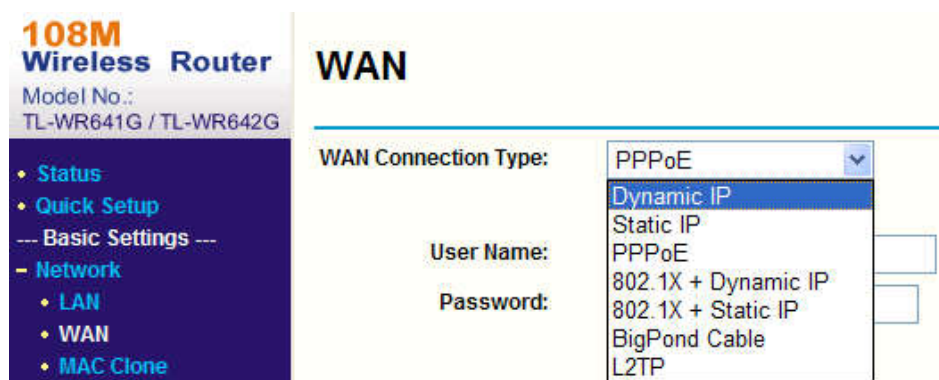 108M
Wireless Router
Model No.:
TL-WR641G / TL-WR642G
• Status
• Quick Setup
--- Basic Settings ---
– Network
• LAN
• WAN
• MAC Clone
WAN
WAN Connection Type: PPPoE
Dynamic IP
Static IP
PPPoE
802.1X + Dynamic IP
802.1X + Static IP
BigPond Cable
L2TP
User Name:
Password: